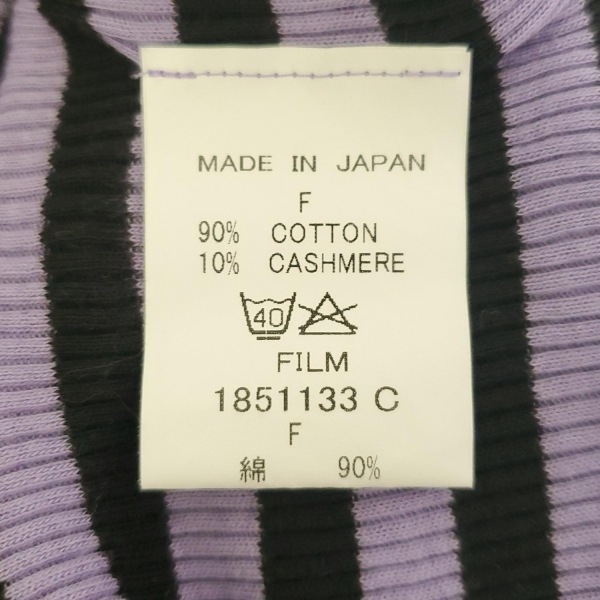 MADE IN JAPAN
F
90% COTTON
10% CASHMERE
40
FILM
1851133 C
F
綿 90%